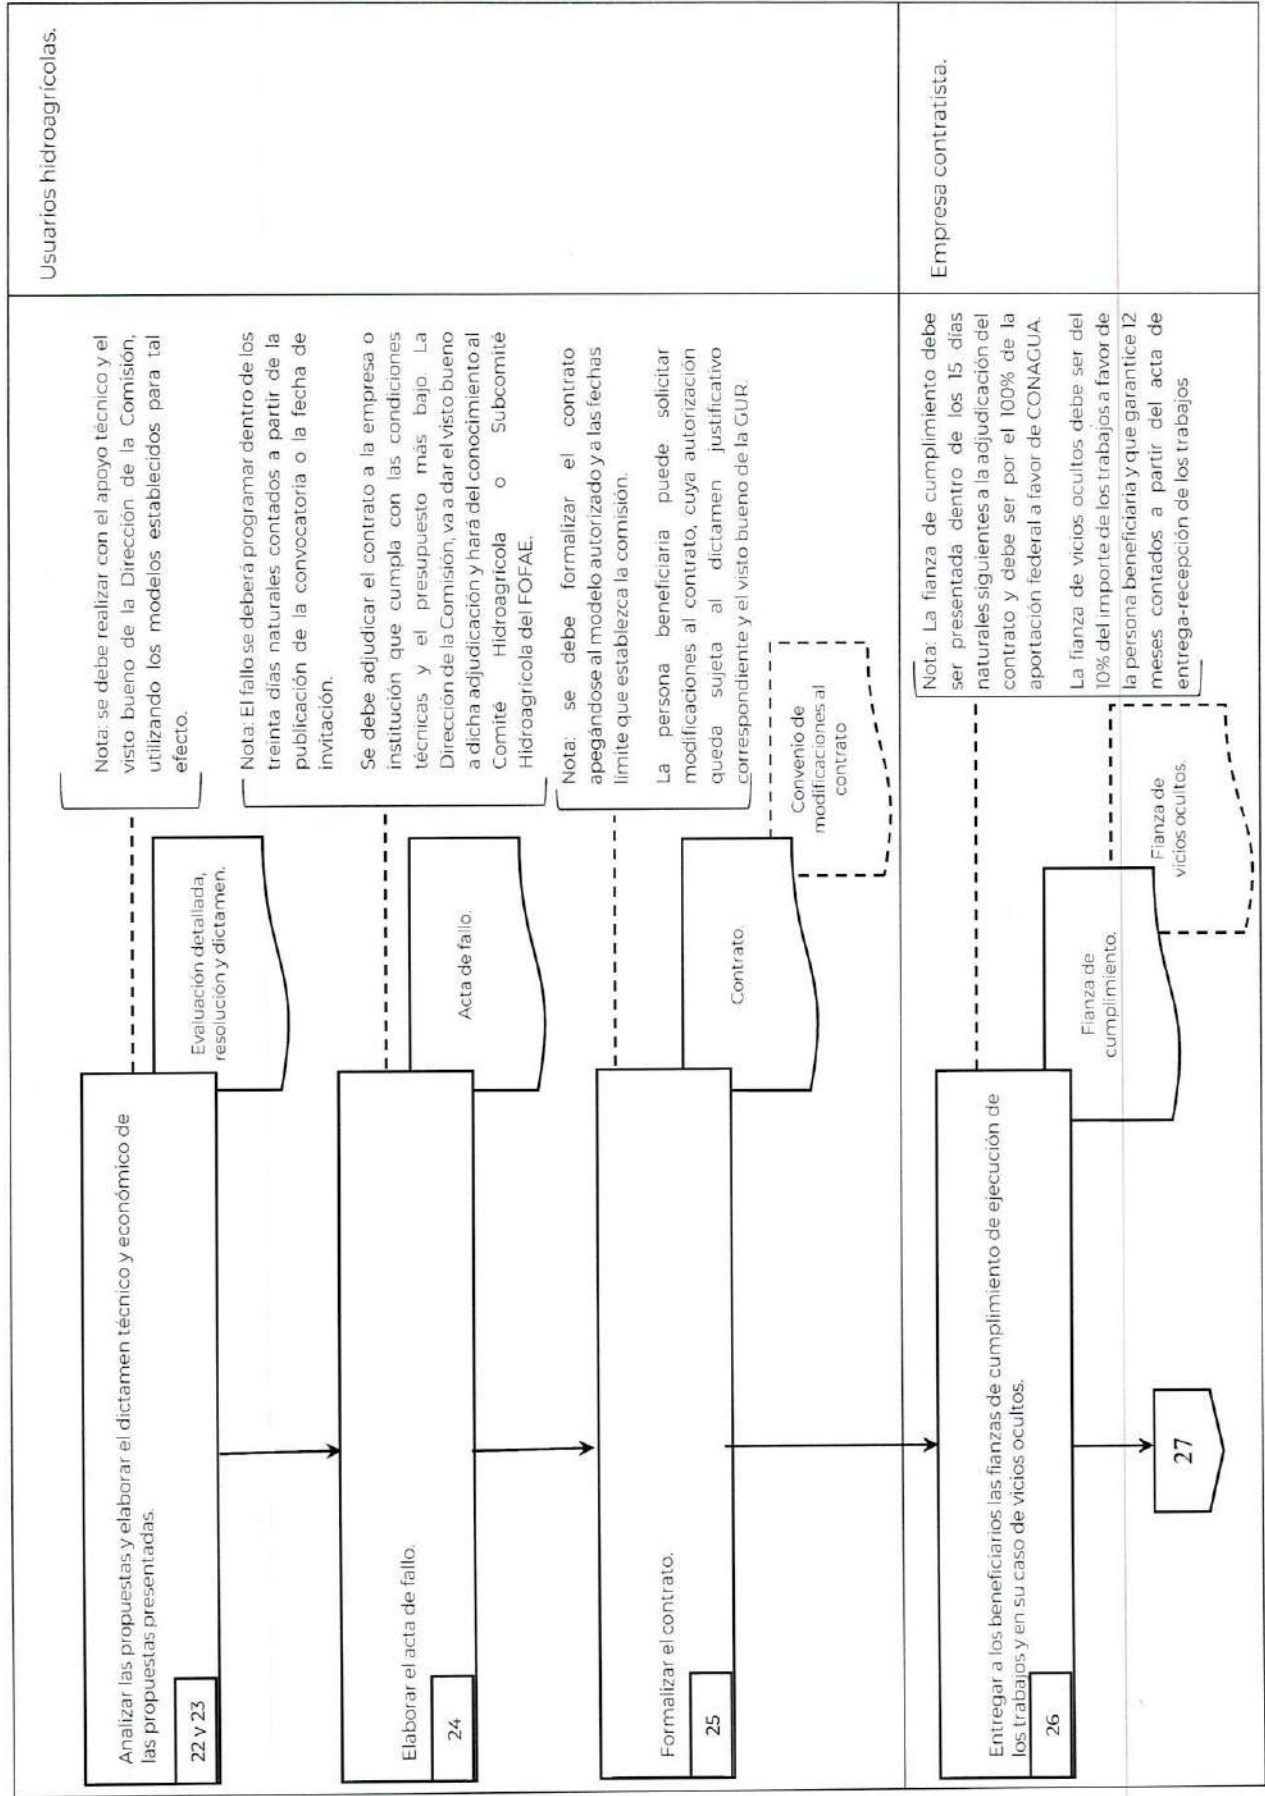 Analizar las propuestas y elaborar el dictamen técnico y económico de
las propuestas presentadas.
22 y 23
Evaluación detallada,
resolución y dictamen.
Nota: se debe realizar con el apoyo técnico y el
visto bueno de la Dirección de la Comisión,
utilizando los modelos establecidos para tal
efecto.
Usuarios hidroagrícolas.
Elaborar el acta de fallo.
24
Acta de fallo.
Nota: El fallo se deberá programar dentro de los
treinta días naturales contados a partir de la
publicación de la convocatoria o la fecha de
invitación.
Se debe adjudicar el contrato a la empresa o
institución que cumpla con las condiciones
técnicas y el presupuesto más bajo. La
Dirección de la Comisión, va a dar el visto bueno
a dicha adjudicación y hará del conocimiento al
Comité Hidroagrícola o Subcomité
Hidroagrícola del FOFAE.
Formalizar el contrato.
25
Contrato.
Convenio de
modificaciones al
contrato
Nota: se debe formalizar el contrato
apegándose al modelo autorizado y a las fechas
límite que establezca la comisión.
La persona beneficiaria puede solicitar
modificaciones al contrato, cuya autorización
queda sujeta al dictamen justificativo
correspondiente y el visto bueno de la GUR.
Entregar a los beneficiarios las fianzas de cumplimiento de ejecución de
los trabajos y en su caso de vicios ocultos.
26
Fianza de
cumplimiento.
Fianza de
vicios ocultos.
Nota: La fianza de cumplimiento debe
ser presentada dentro de los 15 días
naturales siguientes a la adjudicación del
contrato y debe ser por el 100% de la
aportación federal a favor de CONAGUA.
La fianza de vicios ocultos debe ser del
10% del importe de los trabajos a favor de
la persona beneficiaria y que garantice 12
meses contados a partir del acta de
entrega-recepción de los trabajos
Empresa contratista.
27